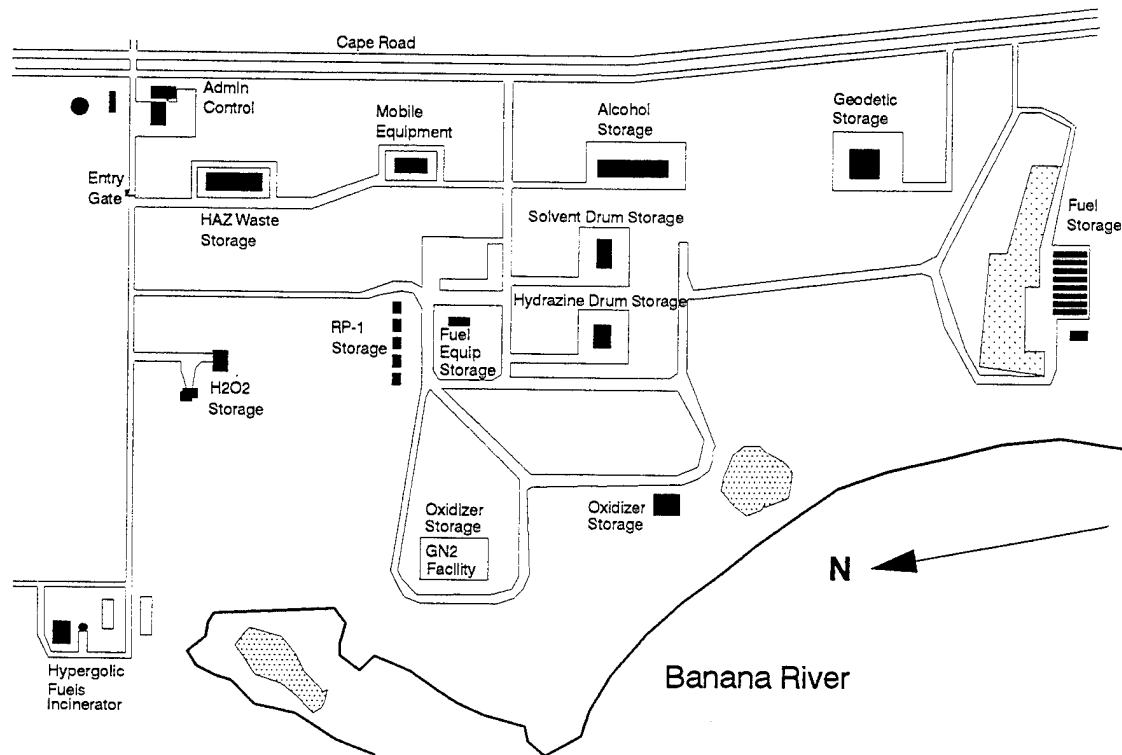 Cape Road
Admin
Control
Mobile
Equipment
Alcohol
Storage
Geodetic
Storage
Entry
Gate
HAZ Waste
Storage
Solvent Drum Storage
Fuel
Storage
Hydrazine Drum Storage
RP-1
Storage
Fuel
Equip
Storage
H2O2
Storage
Oxidizer
Storage
GN2
Facility
Oxidizer
Storage
N
Hypergolic
Fuels
Incinerator
Banana River